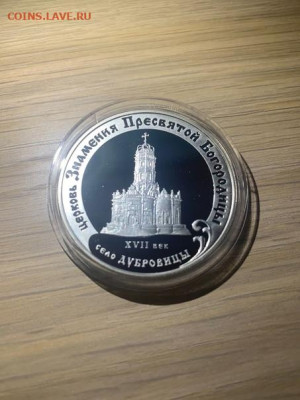 COINS.LAVE.RU
Церковь Знамения Пресвятой Богородицы
XVII век
село Дубровицы